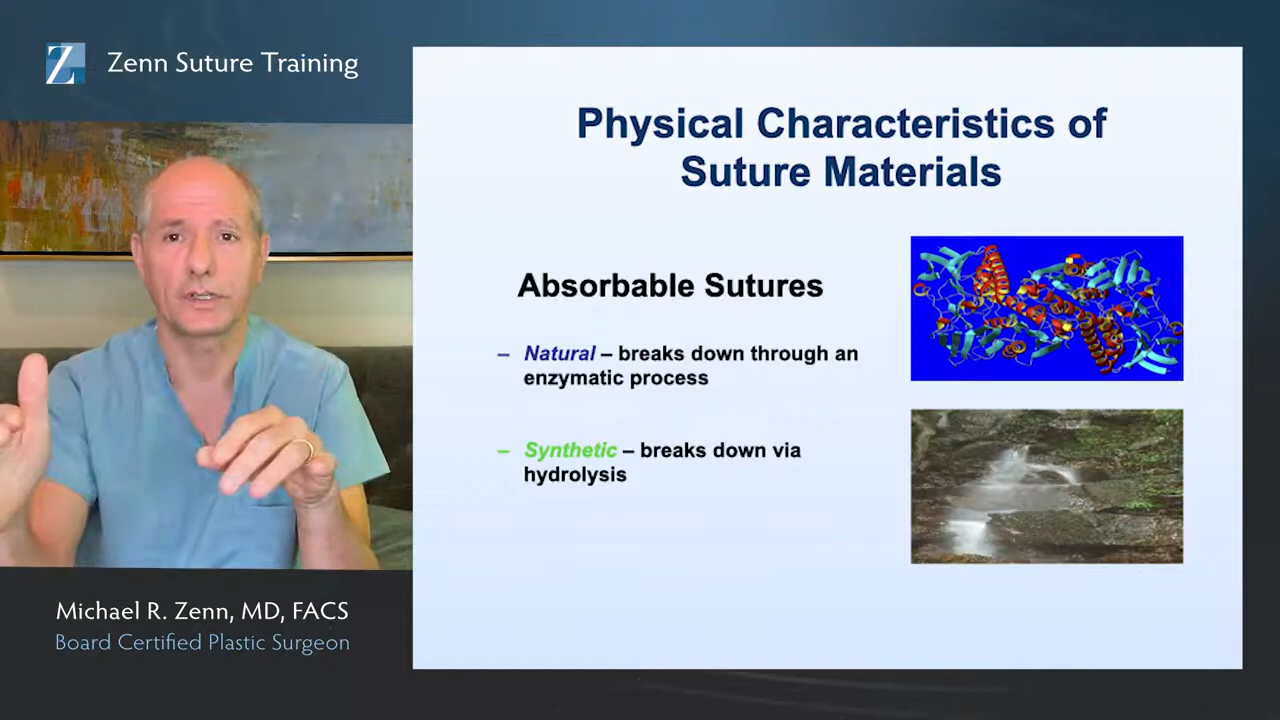 Z
Zenn Suture Training
Physical Characteristics of
Suture Materials
Absorbable Sutures
– Natural – breaks down through an
enzymatic process
– Synthetic – breaks down via
hydrolysis
Michael R. Zenn, MD, FACS
Board Certified Plastic Surgeon